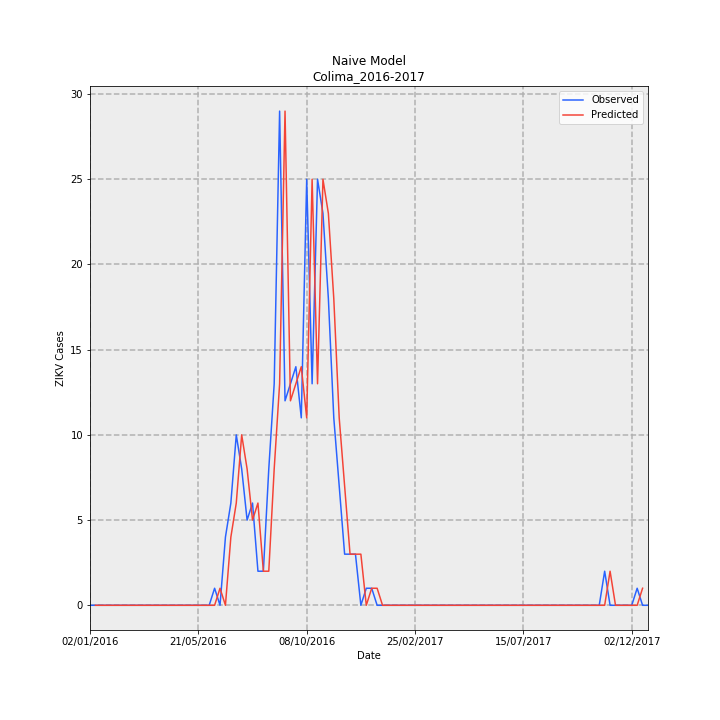 Naive Model
Colima_2016-2017
Observed
Predicted
30
25
20
15
10
5
0
ZIKV Cases
02/01/2016 21/05/2016 08/10/2016 25/02/2017 15/07/2017 02/12/2017
Date